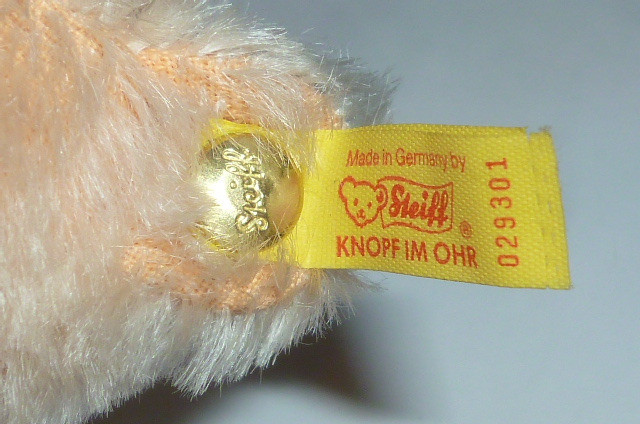 Steiff
Made in Germany by
Steiff ®
KNOPF IM OHR
029301